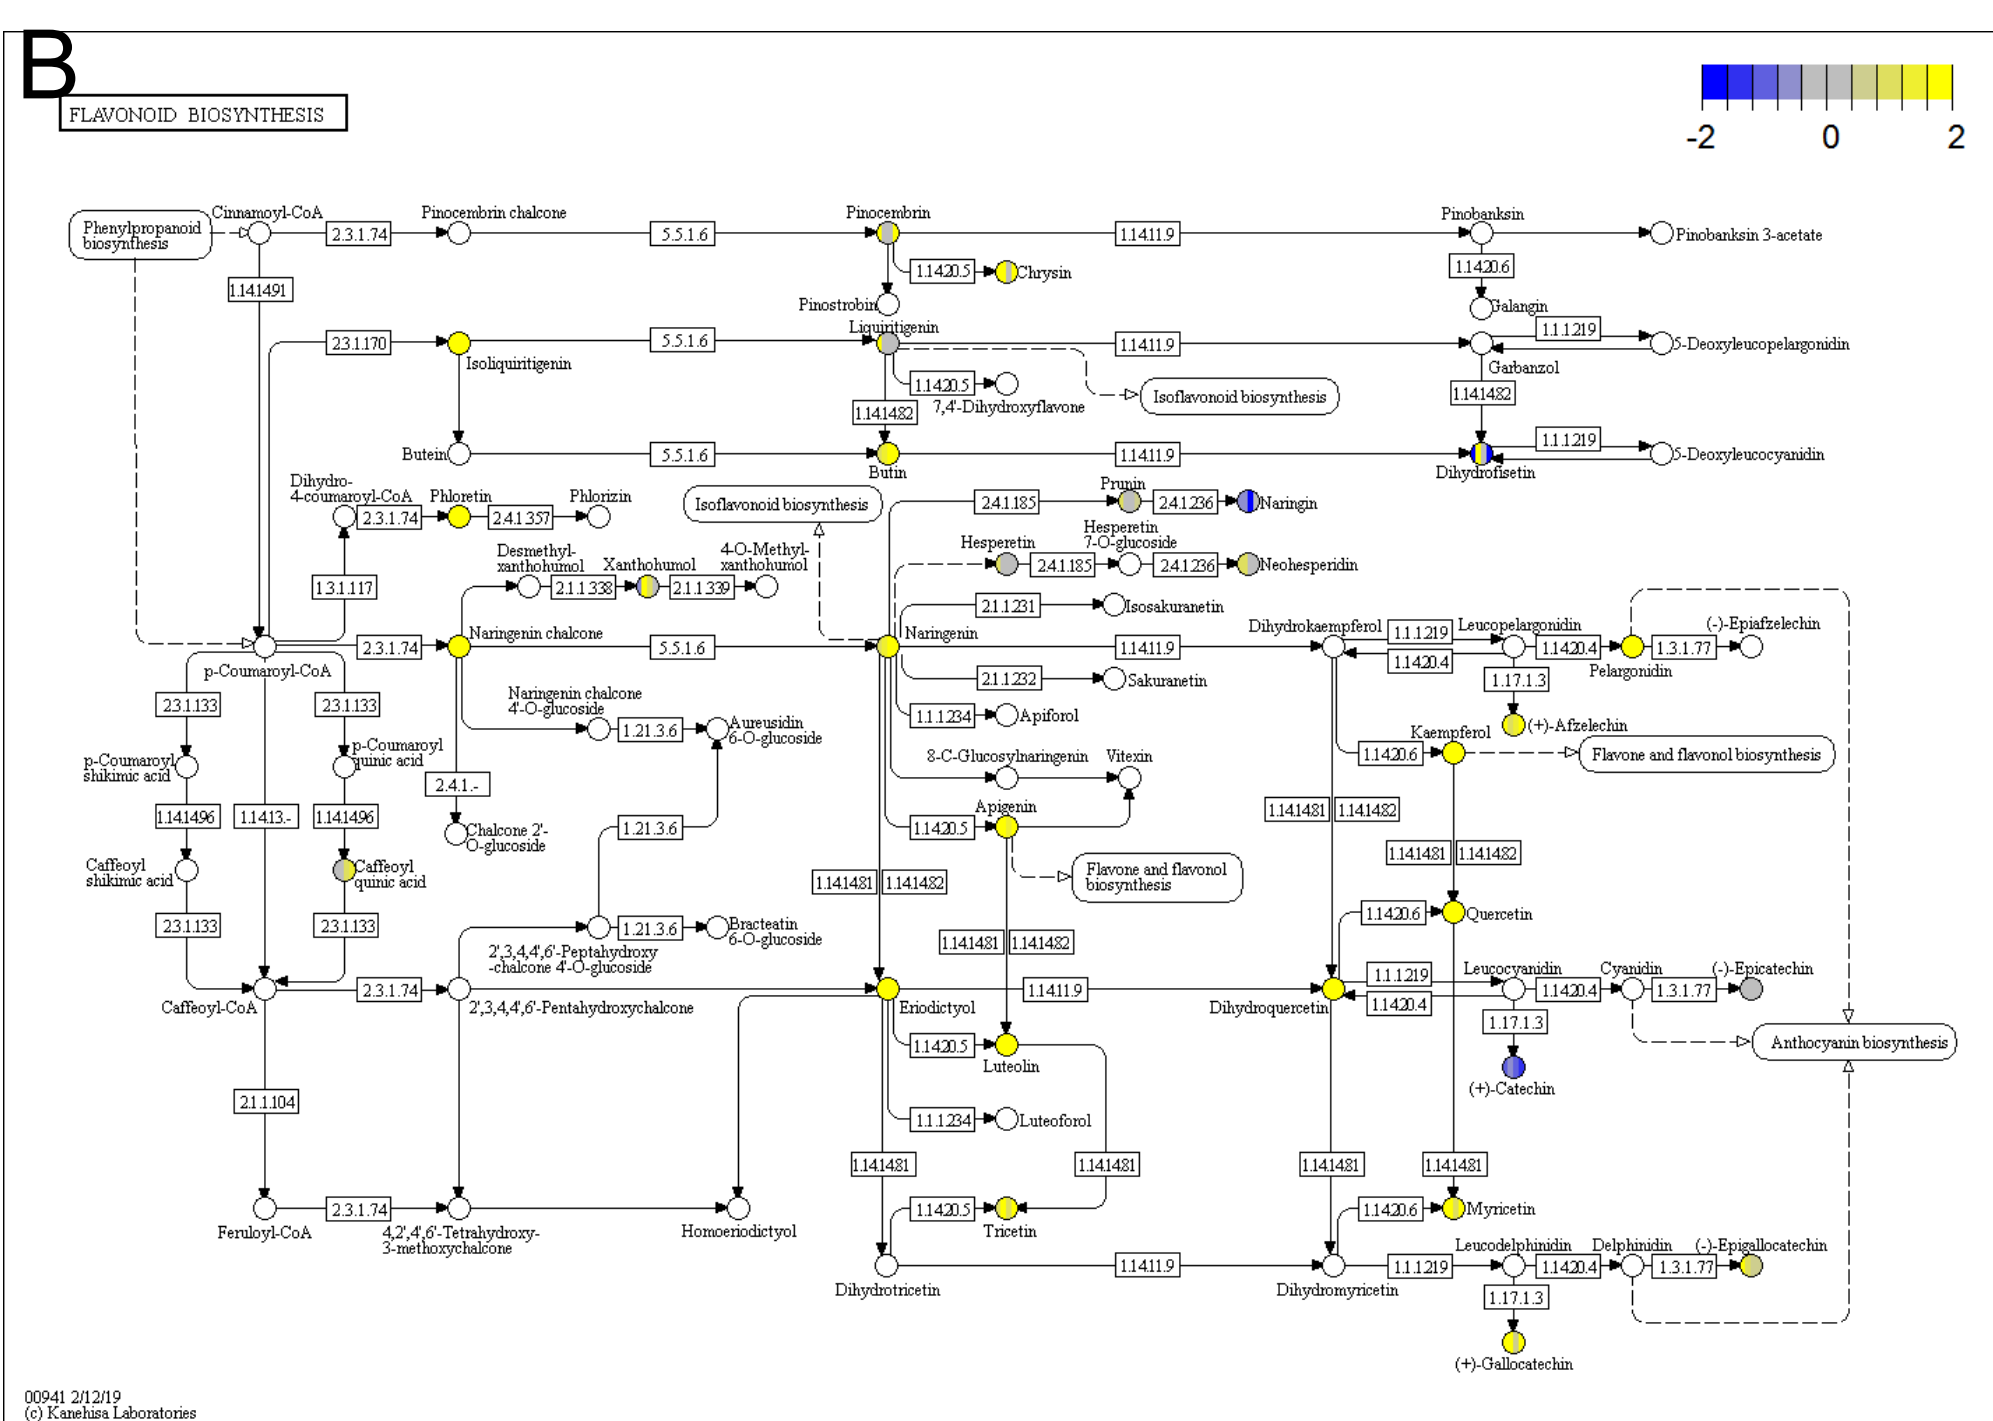 B
FLAVONOID BIOSYNTHESIS
-2 0 2
Phenylpropanoid
biosynthesis
Cinnamoyl-CoA
2.3.1.74
Pinocembrin chalcone
5.5.1.6
Pinocembrin
1.14.11.9
Pinobanksin
Pinobanksin 3-acetate
1.14.20.5
Chrysin
1.14.20.6
1.14.14.91
Pinostrobin
Galangin
2.3.1.170
Isoliquiritigenin
5.5.1.6
Liquiritigenin
1.14.11.9
Garbanzol
1.1.1.219
5-Deoxyleucopelargonidin
1.14.20.5
7,4'-Dihydroxyflavone
Isoflavonoid biosynthesis
1.14.14.82
1.14.14.82
Butein
5.5.1.6
Butin
1.14.11.9
Dihydrofisetin
1.1.1.219
5-Deoxyleucocyanidin
Dihydro-
4-coumaroyl-CoA
2.3.1.74
Phloretin
2.4.1.357
Phlorizin
Isoflavonoid biosynthesis
2.4.1.185
Prunin
2.4.1.236
Naringin
Desmethyl-
xanthohumol
2.1.1.338
Xanthohumol
2.1.1.339
4-O-Methyl-
xanthohumol
Hesperetin
2.4.1.185
Hesperetin
7-O-glucoside
2.4.1.236
Neohesperidin
1.3.1.117
2.1.1.231
Isosakuranetin
p-Coumaroyl-CoA
2.3.1.74
Naringenin chalcone
5.5.1.6
Naringenin
1.14.11.9
Dihydrokaempferol
1.1.1.219
1.14.20.4
Leucopelargonidin
1.14.20.4
Pelargonidin
1.3.1.77
(-)-Epiafzelechin
2.1.1.232
Sakuranetin
1.17.1.3
(+)-Afzelechin
2.3.1.133
2.3.1.133
Naringenin chalcone
4'-O-glucoside
1.21.3.6
Aureusidin
6-O-glucoside
1.1.1.234
Apiforol
1.14.20.6
Kaempferol
Flavone and flavonol biosynthesis
p-Coumaroyl
shikimic acid
p-Coumaroyl
quinic acid
2.4.1.-
8-C-Glucosylnaringenin
Vitexin
1.14.14.96
1.14.13.-
1.14.14.96
Chalcone 2'-
O-glucoside
1.21.3.6
1.14.20.5
Apigenin
1.14.14.81
1.14.14.82
1.14.14.81
1.14.14.82
Caffeoyl
shikimic acid
Caffeoyl
quinic acid
1.14.14.81
1.14.14.82
Flavone and flavonol
biosynthesis
2.3.1.133
2.3.1.133
2',3,4,4',6'-Peptahydroxy
-chalcone 4'-O-glucoside
1.21.3.6
Bracteatin
6-O-glucoside
1.14.14.81
1.14.14.82
1.14.20.6
Quercetin
Caffeoyl-CoA
2.3.1.74
2',3,4,4',6'-Pentahydroxychalcone
Eriodictyol
1.14.11.9
Dihydroquercetin
1.1.1.219
1.14.20.4
Leucocyanidin
1.14.20.4
Cyanidin
1.3.1.77
(-)-Epicatechin
1.14.20.5
Luteolin
1.17.1.3
(+)-Catechin
Anthocyanin biosynthesis
2.1.1.104
1.1.1.234
Luteoforol
1.14.14.81
1.14.14.81
1.14.14.81
1.14.14.81
Feruloyl-CoA
2.3.1.74
4,2',4',6'-Tetrahydroxy-
3-methoxychalcone
Homoeriodictyol
1.14.20.5
Tricetin
1.14.20.6
Myricetin
Dihydrotricetin
1.14.11.9
Dihydromyricetin
1.1.1.219
Leucodelphinidin
1.14.20.4
Delphinidin
1.3.1.77
(-)-Epigallocatechin
1.17.1.3
(+)-Gallocatechin
00941 2/12/19
(c) Kanehisa Laboratories